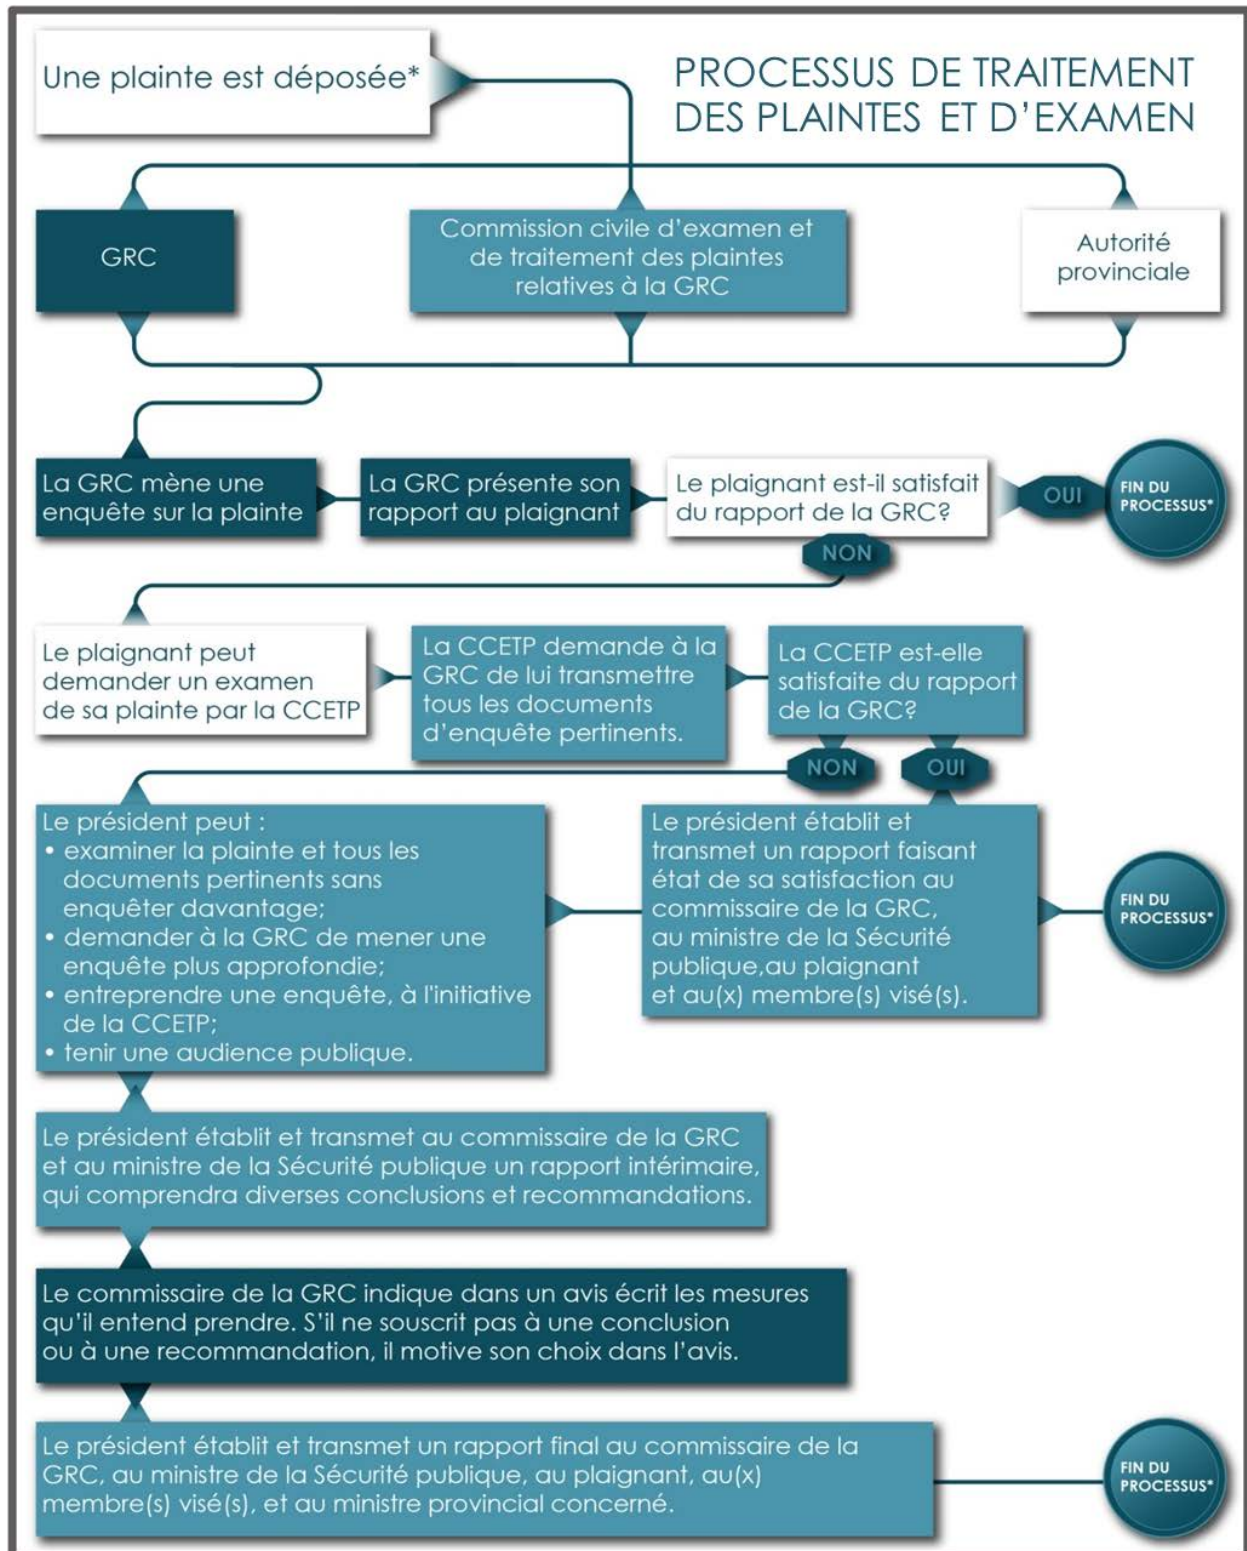 Une plainte est déposée*
PROCESSUS DE TRAITEMENT
DES PLAINTES ET D’EXAMEN
GRC
Commission civile d’examen et
de traitement des plaintes
relatives à la GRC
Autorité
provinciale
La GRC mène une
enquête sur la plainte
La GRC présente son
rapport au plaignant
Le plaignant est-il satisfait
du rapport de la GRC?
OUI
FIN DU
PROCESSUS*
NON
Le plaignant peut
demander un examen
de sa plainte par la CCETP
La CCETP demande à la
GRC de lui transmettre
tous les documents
d’enquête pertinents.
La CCETP est-elle
satisfaite du rapport
de la GRC?
NON
OUI
Le président peut :
• examiner la plainte et tous les
documents pertinents sans
enquêter davantage;
• demander à la GRC de mener une
enquête plus approfondie;
• entreprendre une enquête, à l'initiative
de la CCETP;
• tenir une audience publique.
Le président établit et
transmet un rapport faisant
état de sa satisfaction au
commissaire de la GRC,
au ministre de la Sécurité
publique,au plaignant
et au(x) membre(s) visé(s).
FIN DU
PROCESSUS*
Le président établit et transmet au commissaire de la GRC
et au ministre de la Sécurité publique un rapport intérimaire,
qui comprendra diverses conclusions et recommandations.
Le commissaire de la GRC indique dans un avis écrit les mesures
qu’il entend prendre. S’il ne souscrit pas à une conclusion
ou à une recommandation, il motive son choix dans l’avis.
Le président établit et transmet un rapport final au commissaire de la
GRC, au ministre de la Sécurité publique, au plaignant, au(x)
membre(s) visé(s), et au ministre provincial concerné.
FIN DU
PROCESSUS*